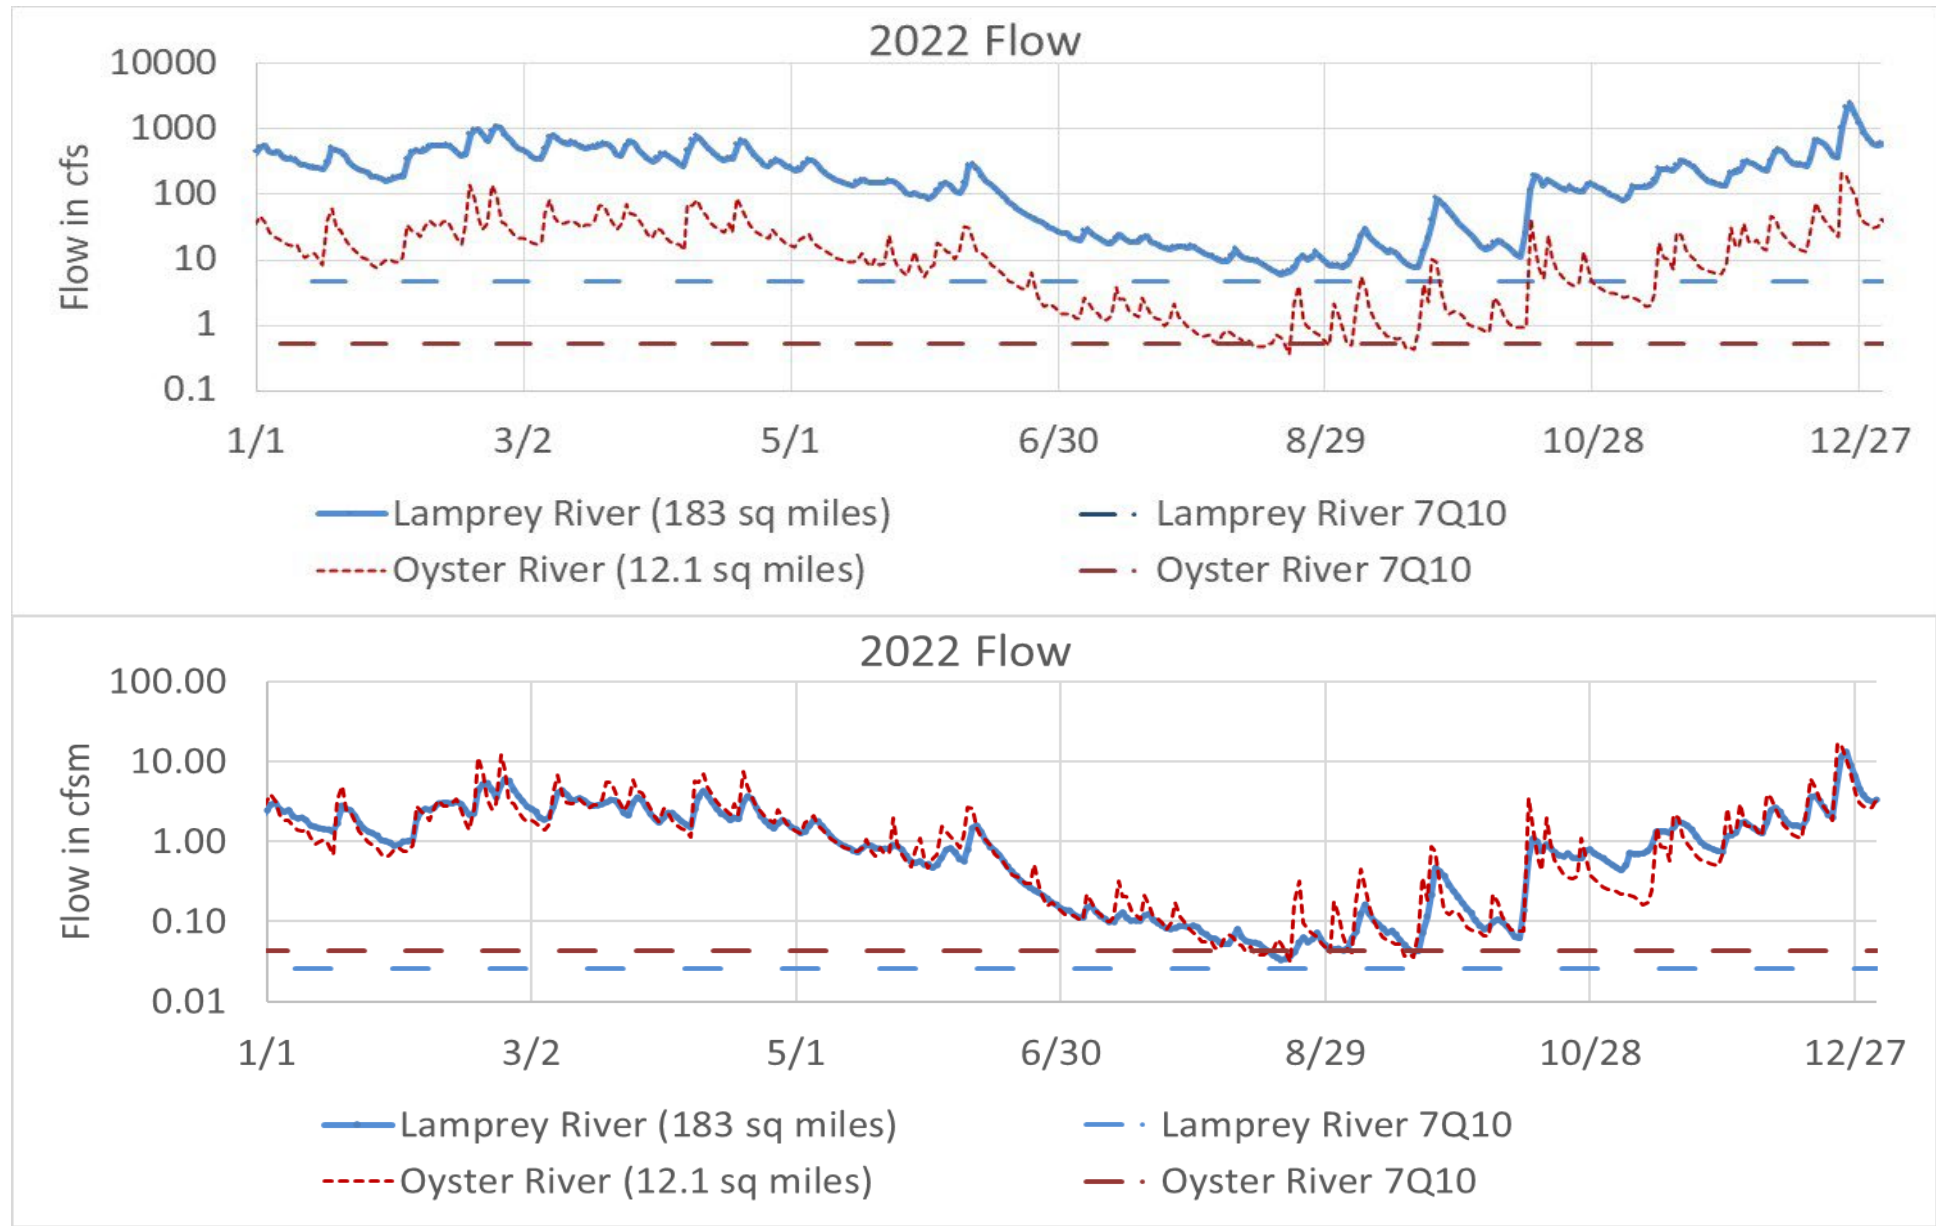 2022 Flow
10000
1000
100
10
1
0.1
Flow in cfs
1/1 3/2 5/1 6/30 8/29 10/28 12/27
Lamprey River (183 sq miles) Lamprey River 7Q10
Oyster River (12.1 sq miles) Oyster River 7Q10
2022 Flow
100.00
10.00
1.00
0.10
0.01
Flow in cfsm
1/1 3/2 5/1 6/30 8/29 10/28 12/27
Lamprey River (183 sq miles) Lamprey River 7Q10
Oyster River (12.1 sq miles) Oyster River 7Q10